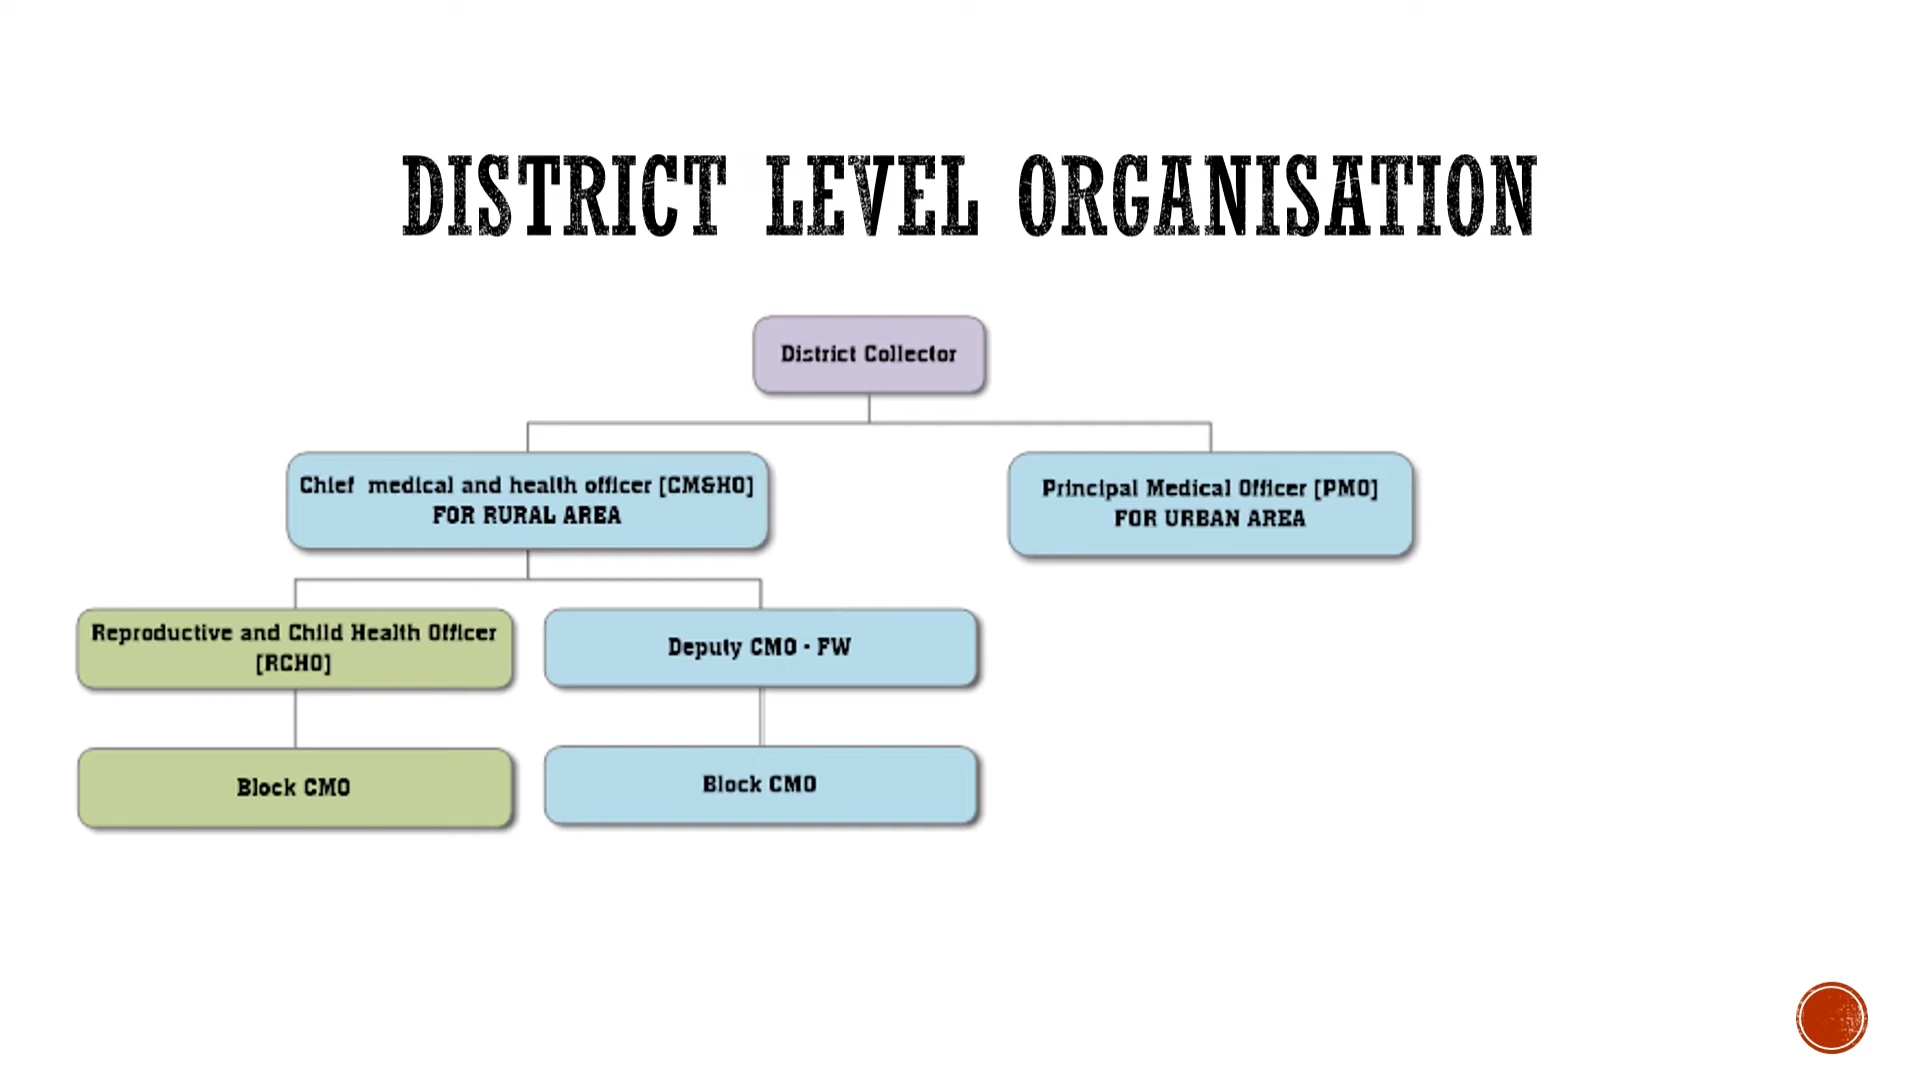 DISTRICT LEVEL ORGANISATION
District Collector
Chief medical and health officer [CM&HO]
FOR RURAL AREA
Principal Medical Officer [PMO]
FOR URBAN AREA
Reproductive and Child Health Officer
[RCHO]
Deputy CMO - FW
Block CMO
Block CMO